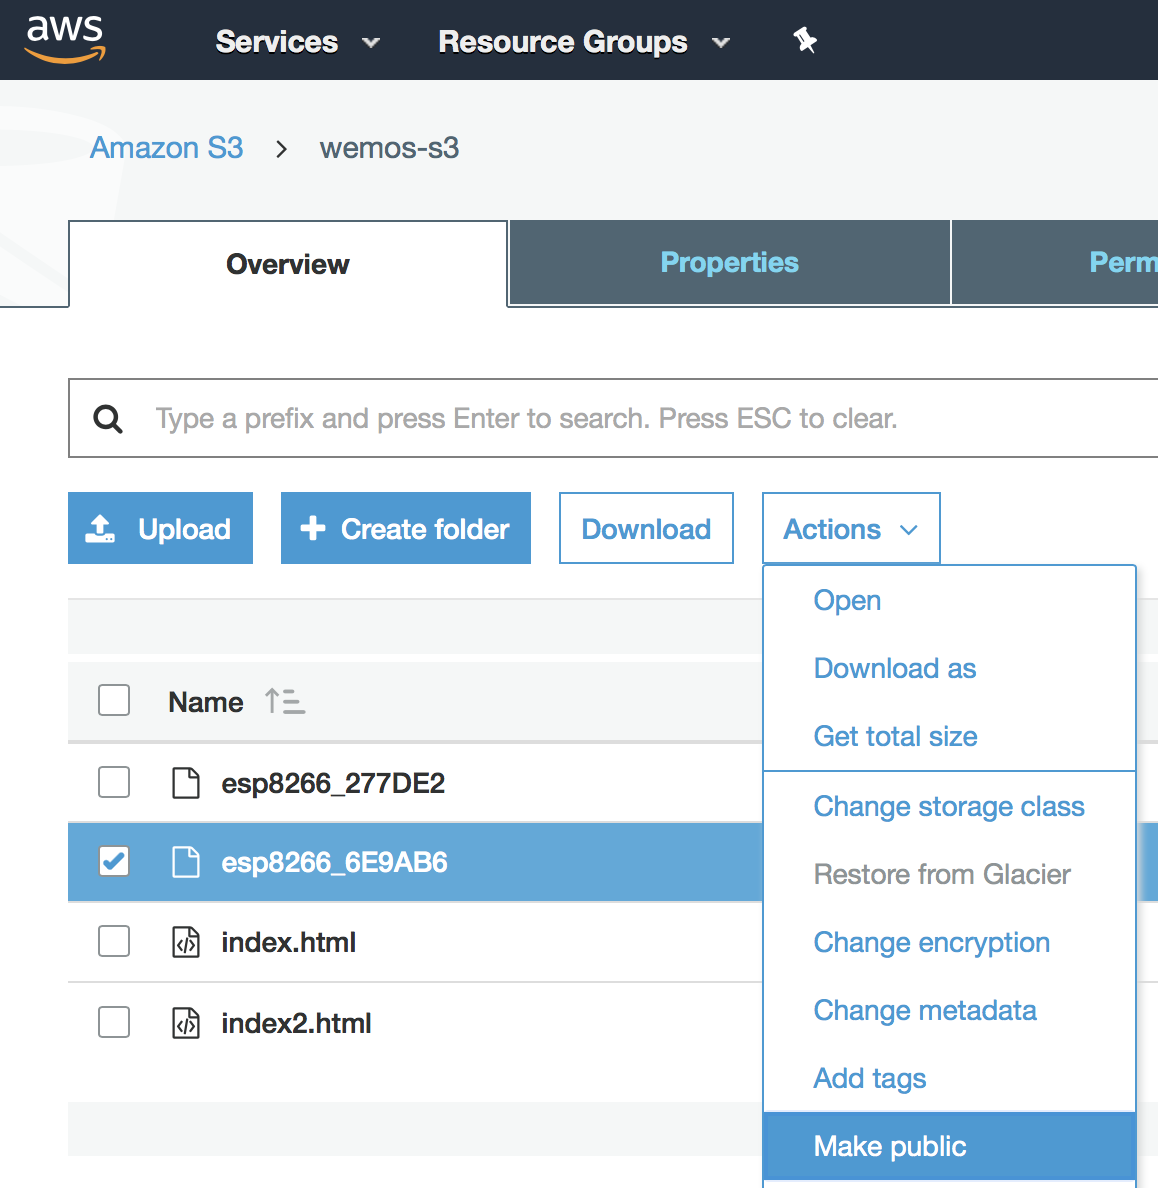 aws Services Resource Groups
Amazon S3 > wemos-s3
Overview Properties Perm
Type a prefix and press Enter to search. Press ESC to clear.
Upload Create folder Download Actions
Open
Download as
Get total size
Name
Change storage class
esp8266_277DE2
esp8266_6E9AB6
Restore from Glacier
index.html
Change encryption
index2.html
Change metadata
Add tags
Make public